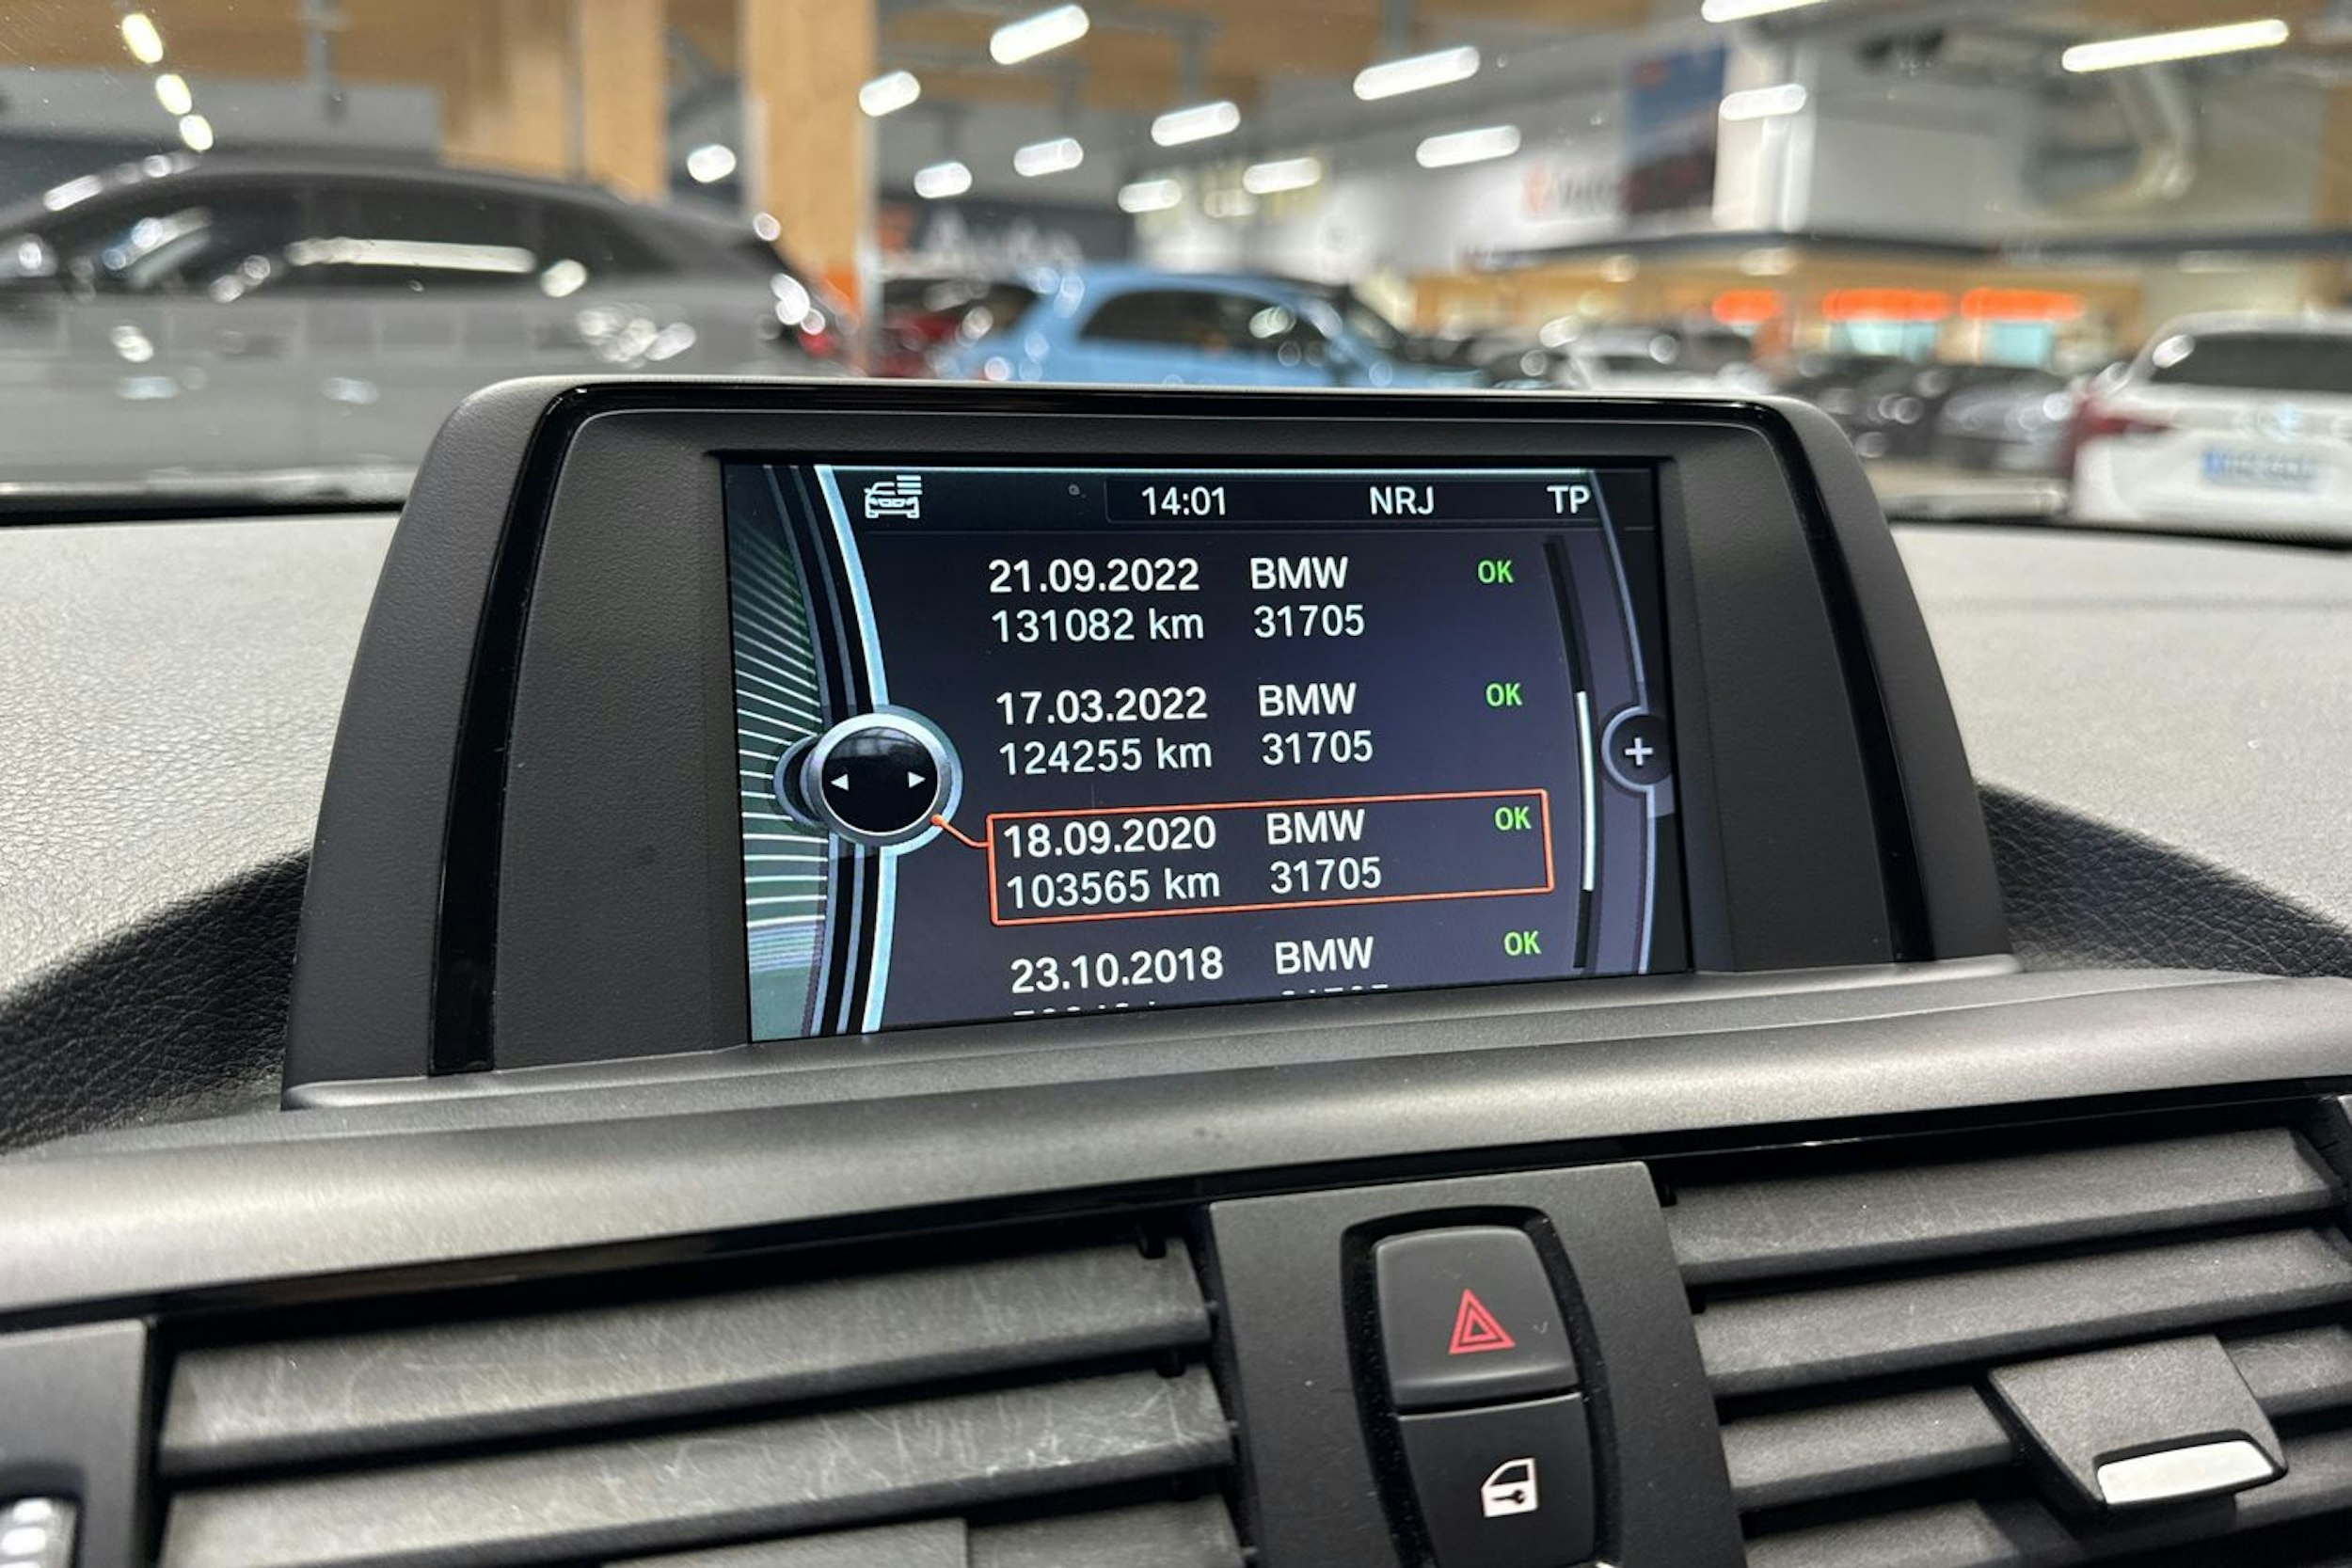 14:01 NRJ TP
21.09.2022 BMW OK
131082 km 31705
17.03.2022 BMW OK
124255 km 31705
18.09.2020 BMW OK
103565 km 31705
23.10.2018 BMW OK
Auto